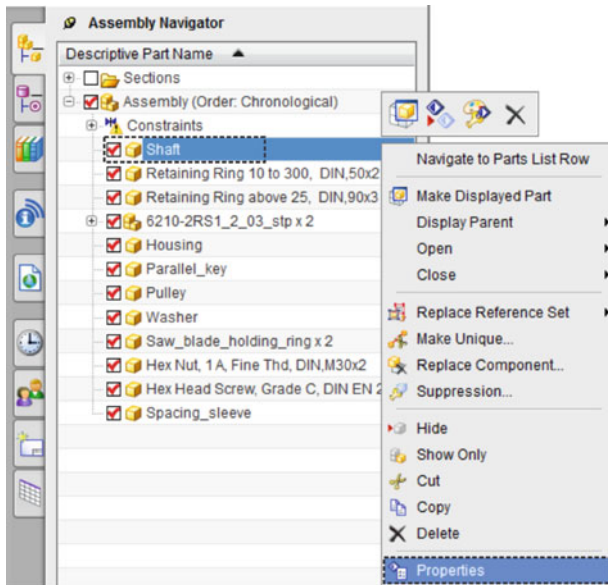 Assembly Navigator
Descriptive Part Name
Sections
Assembly (Order: Chronological)
Constraints
Shaft
Retaining Ring 10 to 300, DIN,50x2
Retaining Ring above 25, DIN,90x3
6210-2RS1_2_03_stp x 2
Housing
Parallel_key
Pulley
Washer
Saw_blade_holding_ring x 2
Hex Nut, 1 A, Fine Thd, DIN,M30x2
Hex Head Screw, Grade C, DIN EN 2
Spacing_sleeve
Navigate to Parts List Row
Make Displayed Part
Display Parent
Open
Close
Replace Reference Set
Make Unique...
Replace Component...
Suppression...
Hide
Show Only
Cut
Copy
Delete
Properties